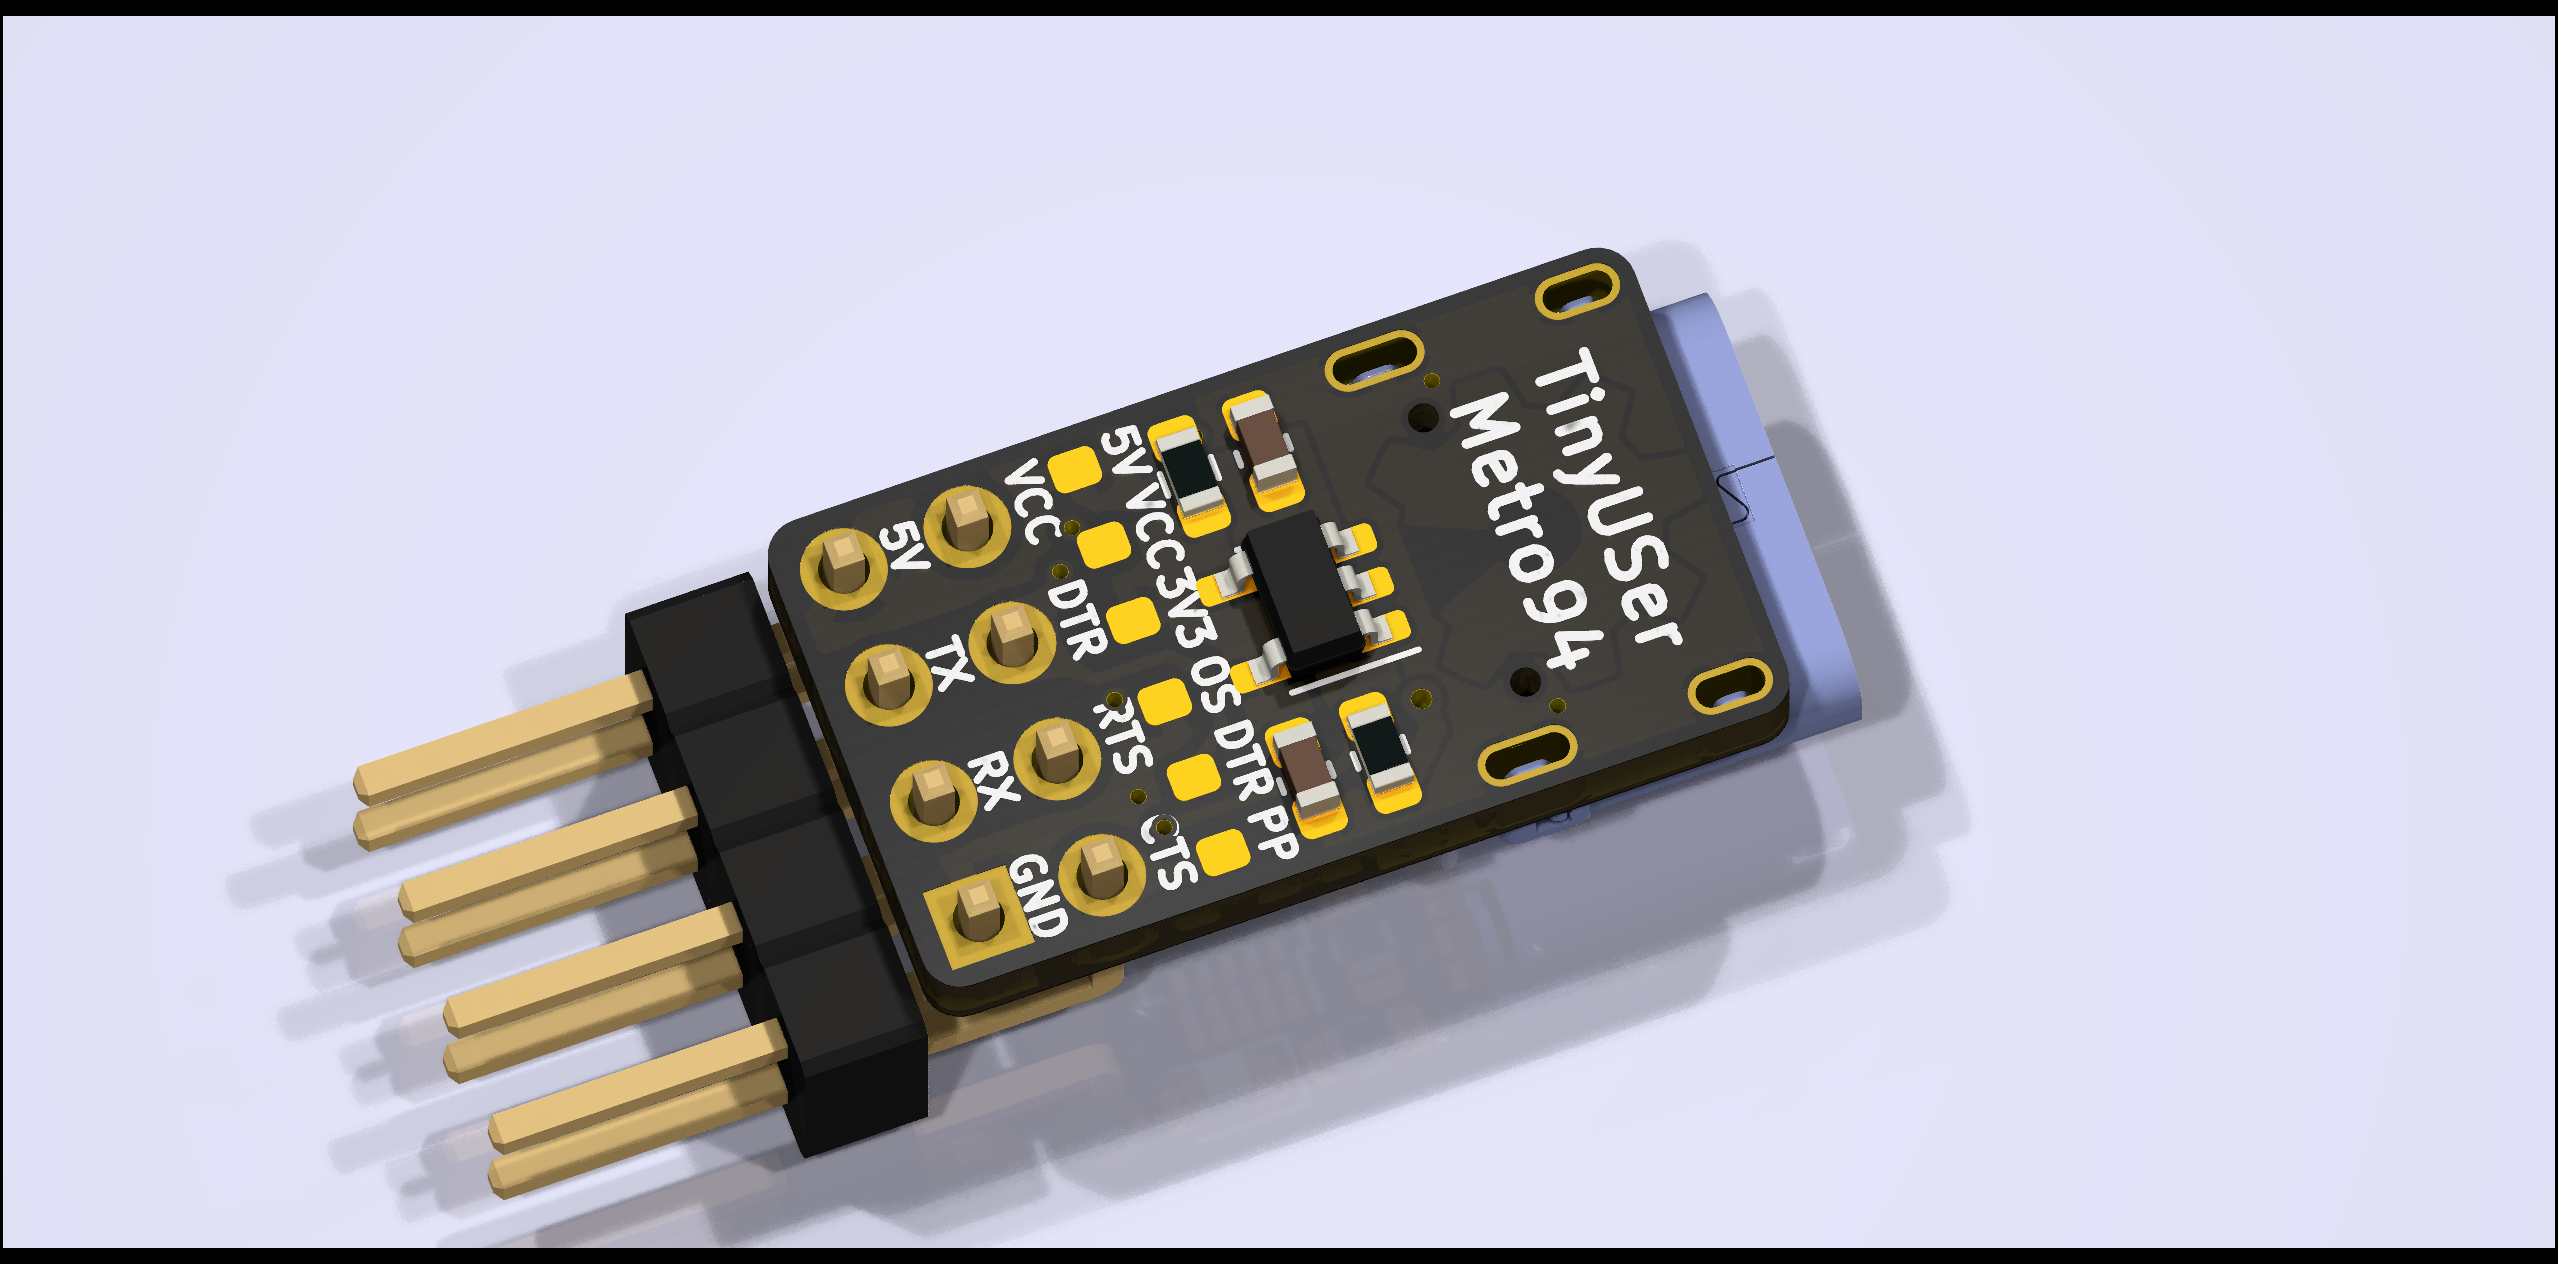 TinyUSer
Metro94
5V VCC 3V3 OS DTR PP
VCC
DTR
RTS
CTS
5V
TX
RX
GND